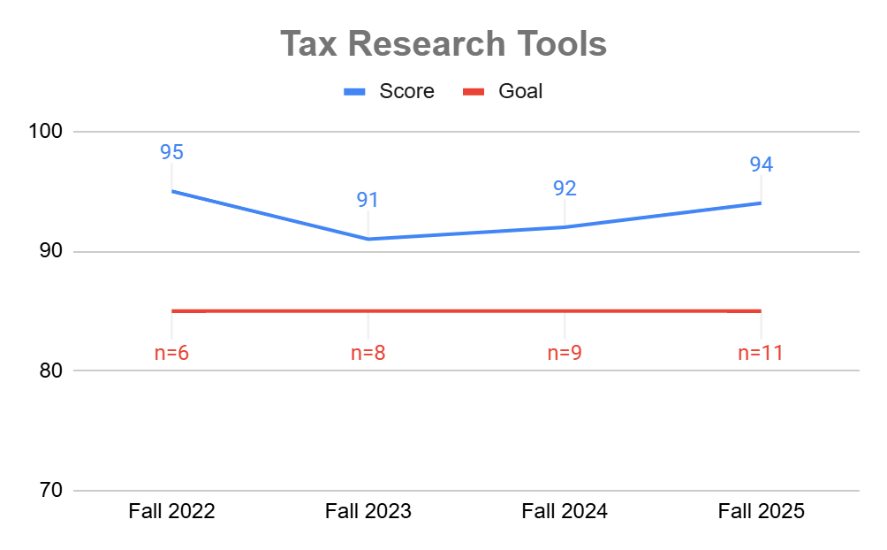 Tax Research Tools
Score Goal
100
95
91
92
94
90
n=6 n=8 n=9 n=11
80
70
Fall 2022 Fall 2023 Fall 2024 Fall 2025